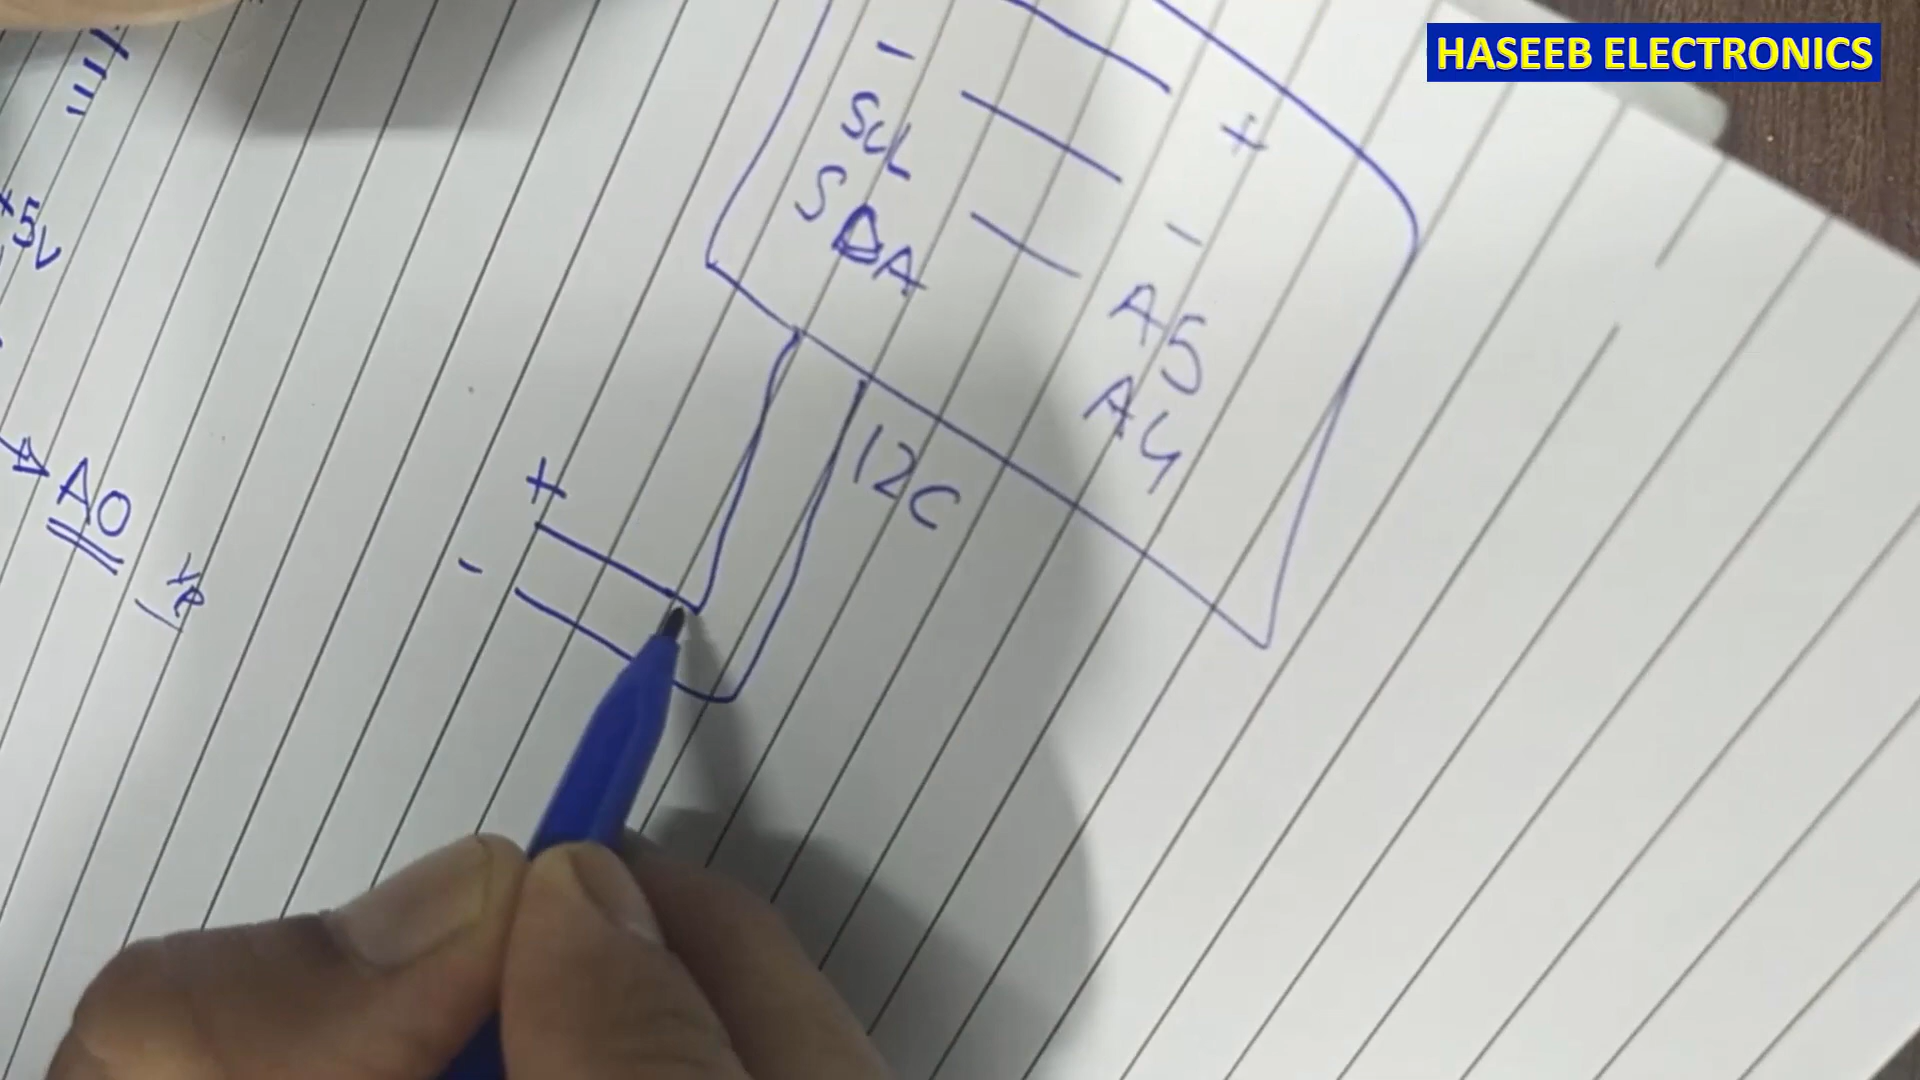 HASEEB ELECTRONICS
- +
SCL -
SDA A5
A4
I2C
+5V
A0
+
-